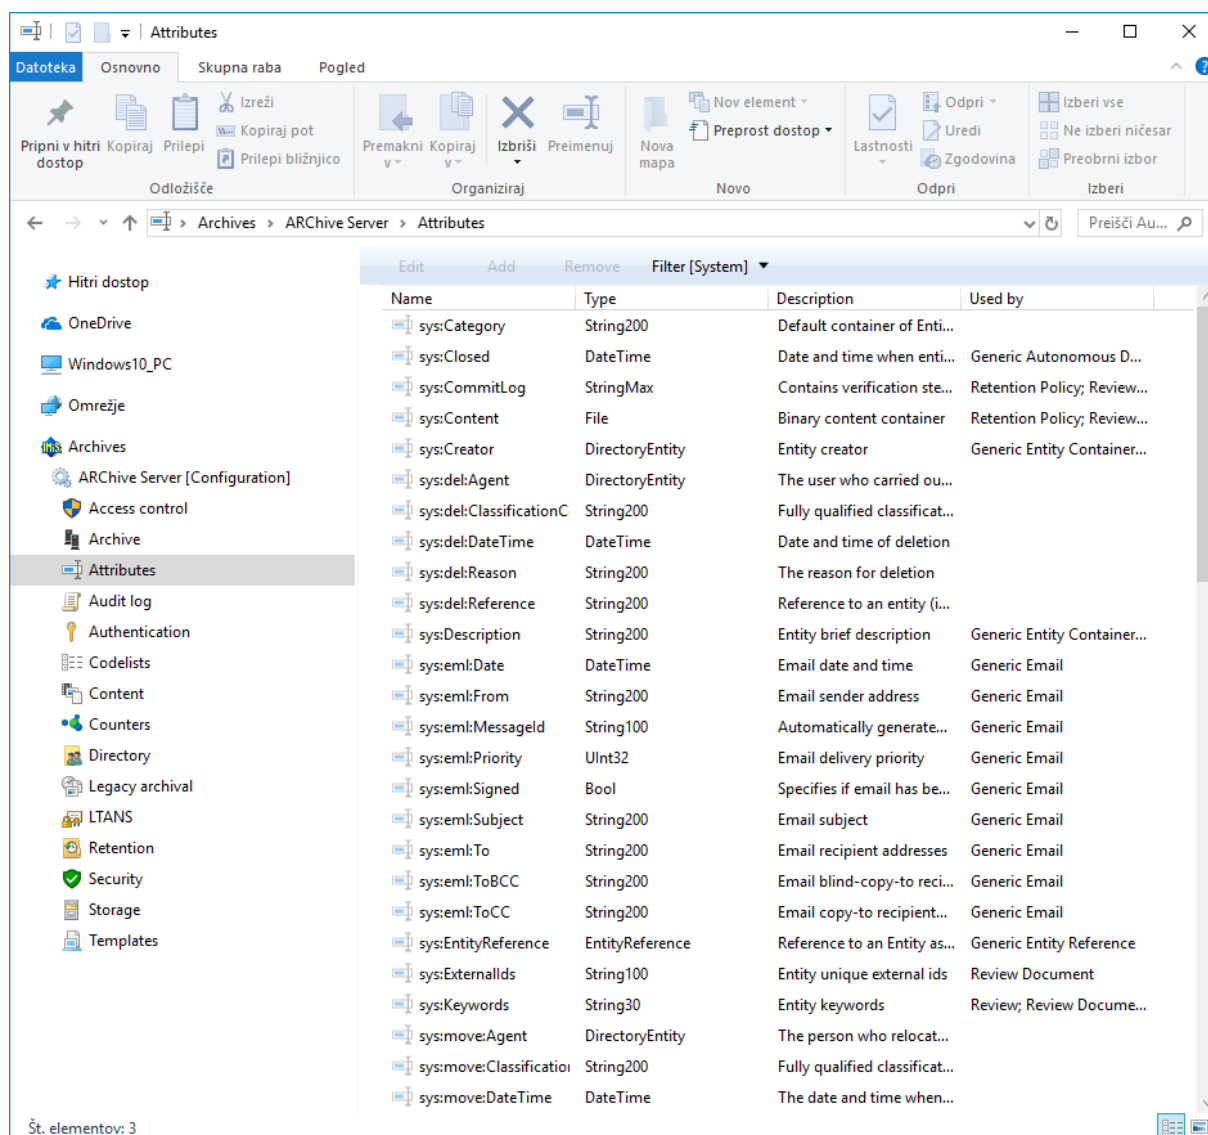 Attributes
Datoteka Osnovno Skupna raba Pogled
Pripni v hitri dostop
Kopiraj
Prilepi
Izreži
Kopiraj pot
Prilepi bližnjico
Odložišče
Premakni v
Kopiraj v
Izbriši
Preimenuj
Organiziraj
Nova mapa
Nov element
Preprost dostop
Novo
Lastnosti
Odpri
Uredi
Zgodovina
Odpri
Izberi vse
Ne izberi ničesar
Preobrni izbor
Izberi
Archives > ARChive Server > Attributes
Preišči Au...
Hitri dostop
OneDrive
Windows10_PC
Omrežje
Archives
ARChive Server [Configuration]
Access control
Archive
Attributes
Audit log
Authentication
Codelists
Content
Counters
Directory
Legacy archival
LTANS
Retention
Security
Storage
Templates
Edit Add Remove Filter [System]
Name Type Description Used by
sys:Category String200 Default container of Enti...
sys:Closed DateTime Date and time when enti... Generic Autonomous D...
sys:CommitLog StringMax Contains verification ste... Retention Policy; Review...
sys:Content File Binary content container Retention Policy; Review...
sys:Creator DirectoryEntity Entity creator Generic Entity Container...
sys:del:Agent DirectoryEntity The user who carried ou...
sys:del:ClassificationC String200 Fully qualified classificat...
sys:del:DateTime DateTime Date and time of deletion
sys:del:Reason String200 The reason for deletion
sys:del:Reference String200 Reference to an entity (i...
sys:Description String200 Entity brief description Generic Entity Container...
sys:eml:Date DateTime Email date and time Generic Email
sys:eml:From String200 Email sender address Generic Email
sys:eml:MessageId String100 Automatically generate... Generic Email
sys:eml:Priority UInt32 Email delivery priority Generic Email
sys:eml:Signed Bool Specifies if email has be... Generic Email
sys:eml:Subject String200 Email subject Generic Email
sys:eml:To String200 Email recipient addresses Generic Email
sys:eml:ToBCC String200 Email blind-copy-to reci... Generic Email
sys:eml:ToCC String200 Email copy-to recipient... Generic Email
sys:EntityReference EntityReference Reference to an Entity as... Generic Entity Reference
sys:ExternalIds String100 Entity unique external ids Review Document
sys:Keywords String30 Entity keywords Review; Review Docume...
sys:move:Agent DirectoryEntity The person who relocat...
sys:move:Classification String200 Fully qualified classificat...
sys:move:DateTime DateTime The date and time when...
Št. elementov: 3